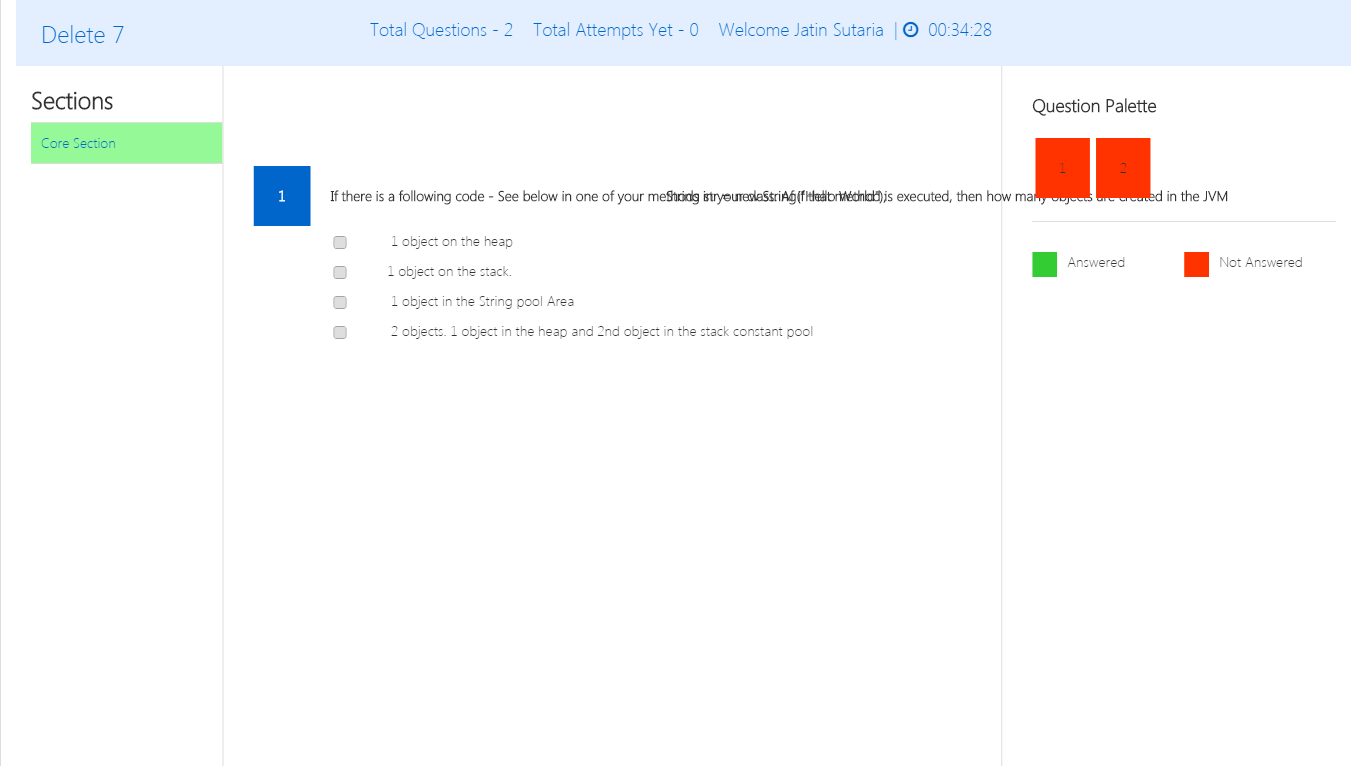 Delete 7
Total Questions - 2 Total Attempts Yet - 0 Welcome Jatin Sutaria | 00:34:28
Sections
Core Section
Question Palette
1 2
1
If there is a following code - See below in one of your methods in your class. And if that method is executed, then how many objects are created in the JVM
String str = new String("Hello World");
1 object on the heap
1 object on the stack.
1 object in the String pool Area
2 objects. 1 object in the heap and 2nd object in the stack constant pool
Answered Not Answered